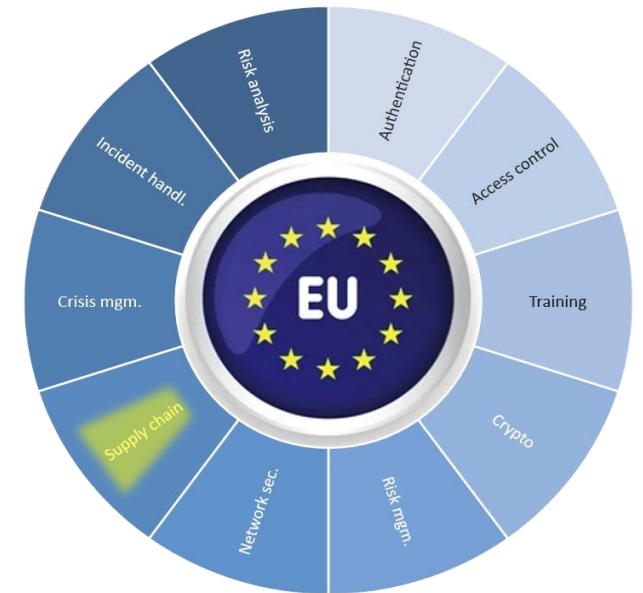 Authentication
Access control
Training
Crypto
Risk mgm.
Network sec.
Supply chain
Crisis mgm.
Incident handl.
Risk analysis
EU